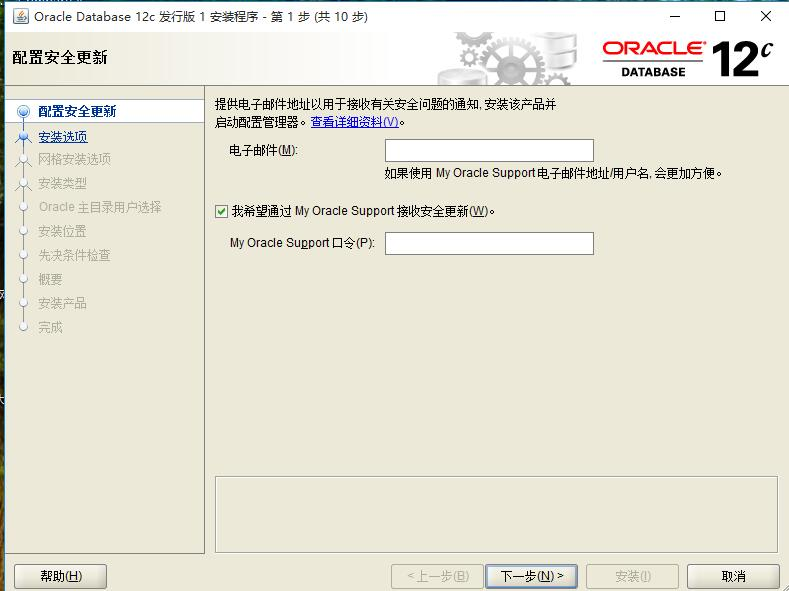 Oracle Database 12c 发行版 1 安装程序 - 第 1 步 (共 10 步)
配置安全更新
ORACLE
DATABASE
12c
配置安全更新
安装选项
网格安装选项
安装类型
Oracle 主目录用户选择
安装位置
先决条件检查
概要
安装产品
完成
提供电子邮件地址以用于接收有关安全问题的通知, 安装该产品并
启动配置管理器。查看详细资料(V)。
电子邮件(M):
如果使用 My Oracle Support 电子邮件地址/用户名, 会更加方便。
我希望通过 My Oracle Support 接收安全更新(W)。
My Oracle Support 口令(P):
帮助(H)
< 上一步(B)
下一步(N) >
安装(I)
取消